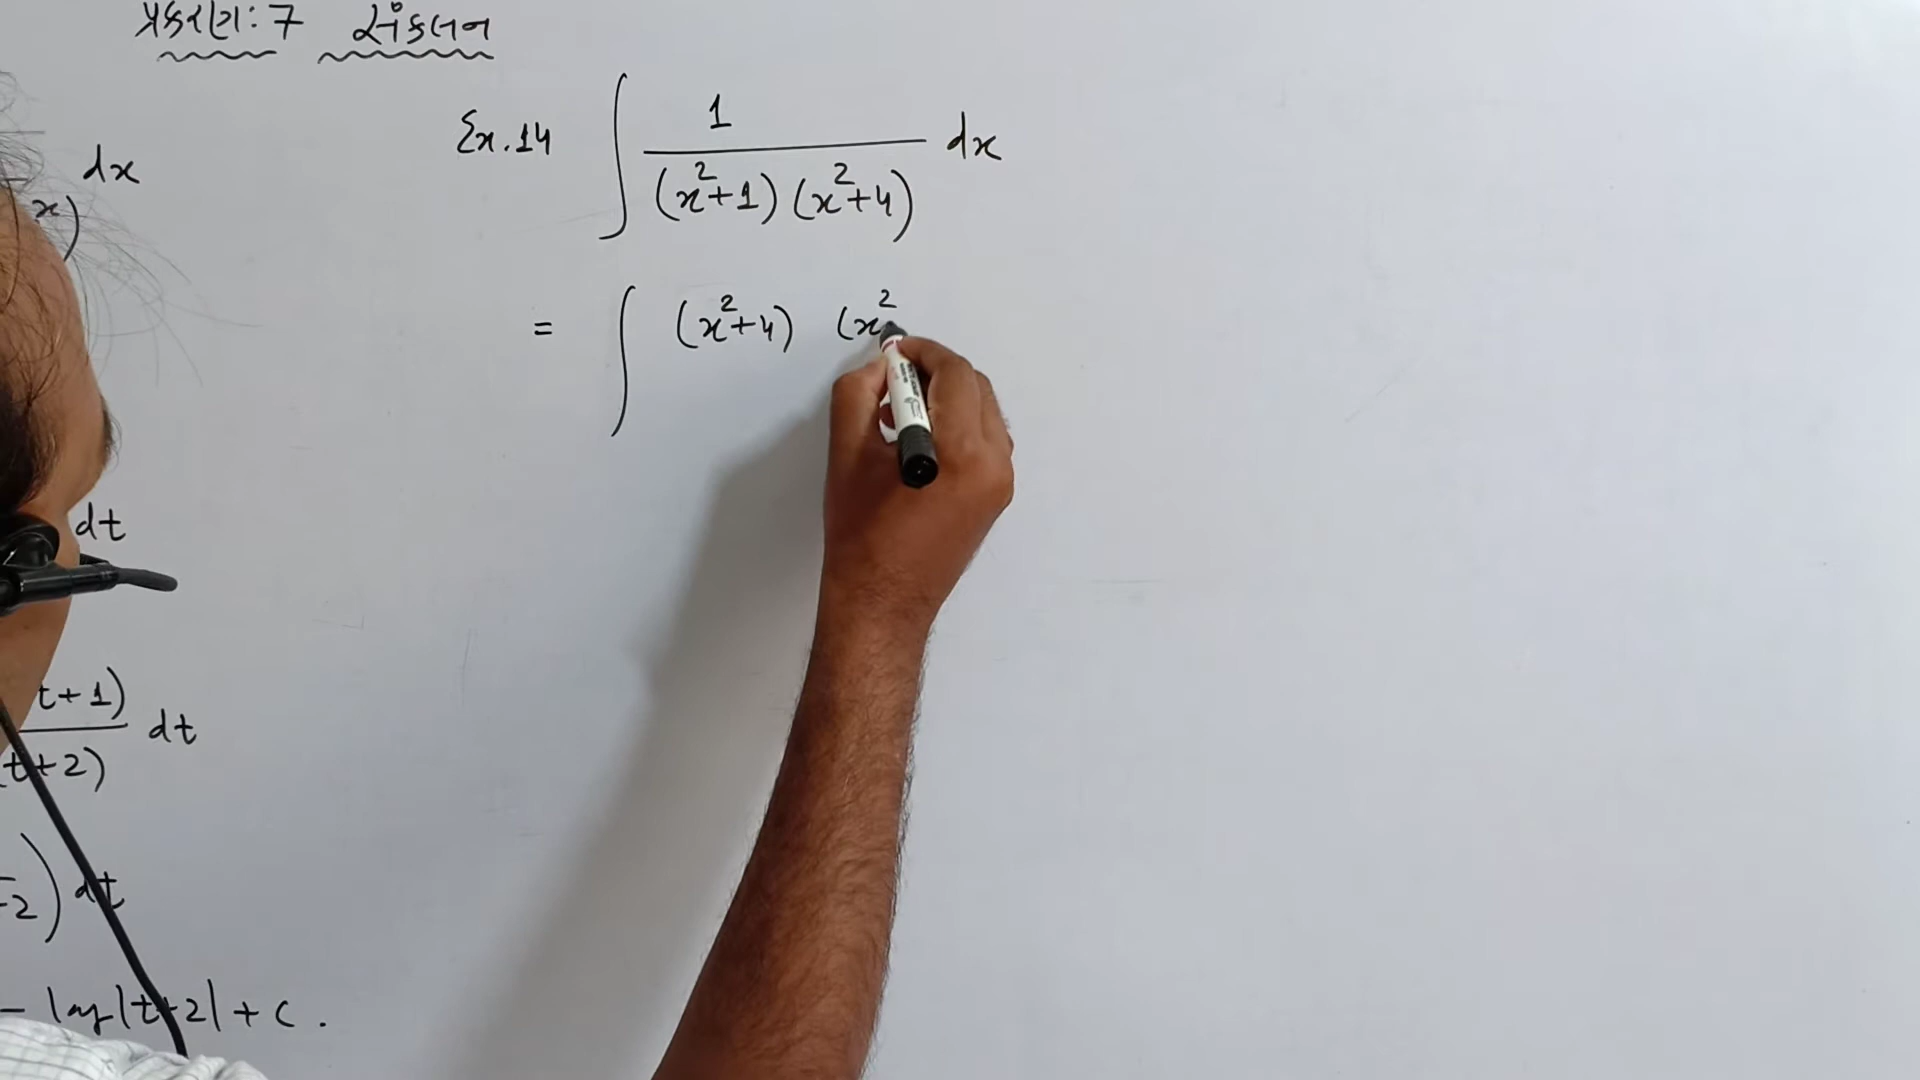 પ્રકરણ: 7 સંકલન
dx
x)
dt
t+1)
dt
t+2)
2) dt
- log|t+2| + c .
Ex.14 ∫ 1 / (x²+1) (x²+4) dx
= ∫ (x²+4) (x²